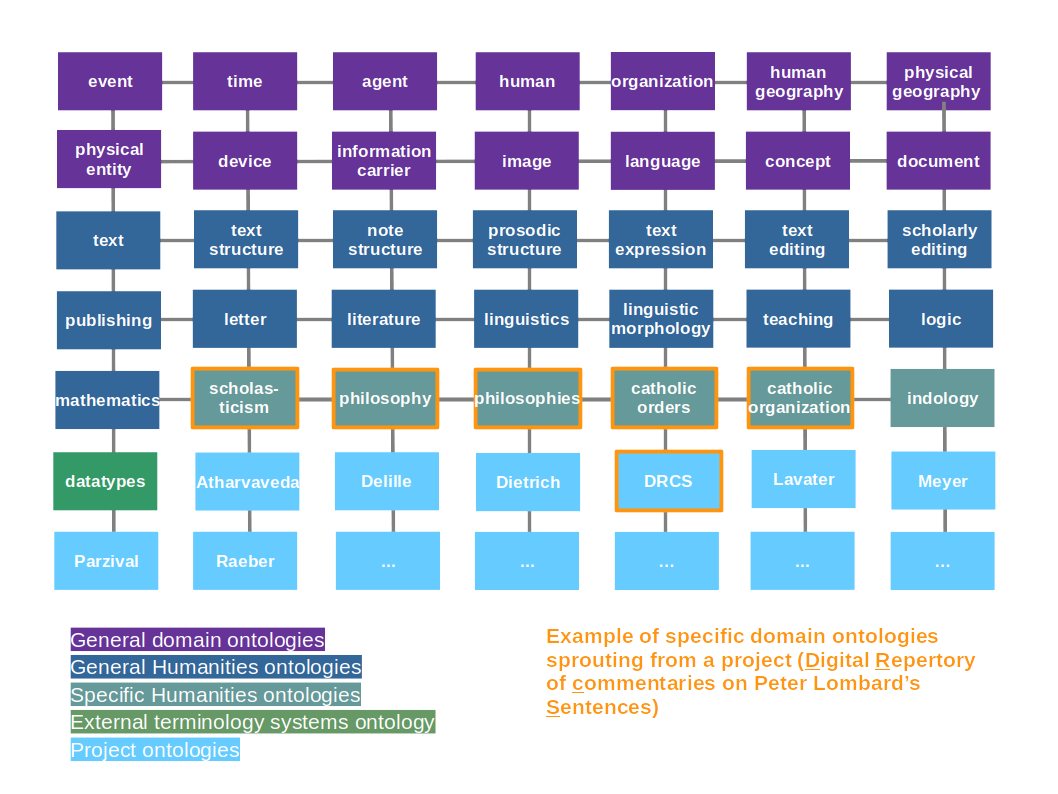 event
time
agent
human
organization
human
geography
physical
geography
physical
entity
device
information
carrier
image
language
concept
document
text
text
structure
note
structure
prosodic
structure
text
expression
text
editing
scholarly
editing
publishing
letter
literature
linguistics
linguistic
morphology
teaching
logic
mathematics
scholas-
ticism
philosophy
philosophies
catholic
orders
catholic
organization
indology
datatypes
Atharvaveda
Delille
Dietrich
DRCS
Lavater
Meyer
Parzival
Raeber
...
...
...
...
...
General domain ontologies
General Humanities ontologies
Specific Humanities ontologies
External terminology systems ontology
Project ontologies
Example of specific domain ontologies
sprouting from a project (Digital Repertory
of commentaries on Peter Lombard’s
Sentences)